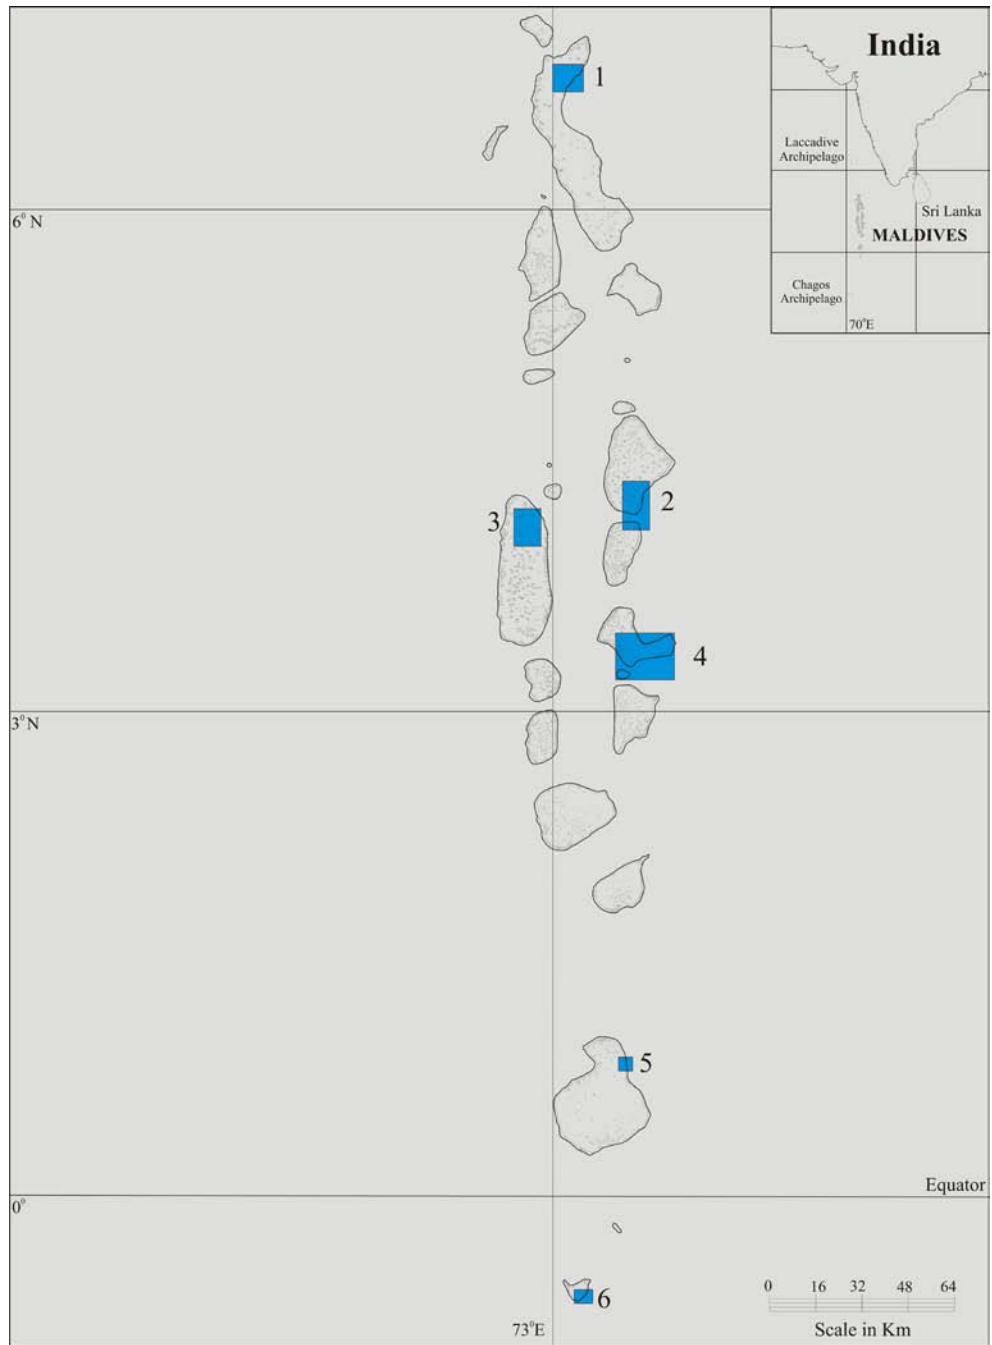 India
1
Laccadive
Archipelago
6° N
Sri Lanka
MALDIVES
Chagos
Archipelago
70°E
2
3
4
3° N
5
Equator
0°
0 16 32 48 64
6
73°E
Scale in Km